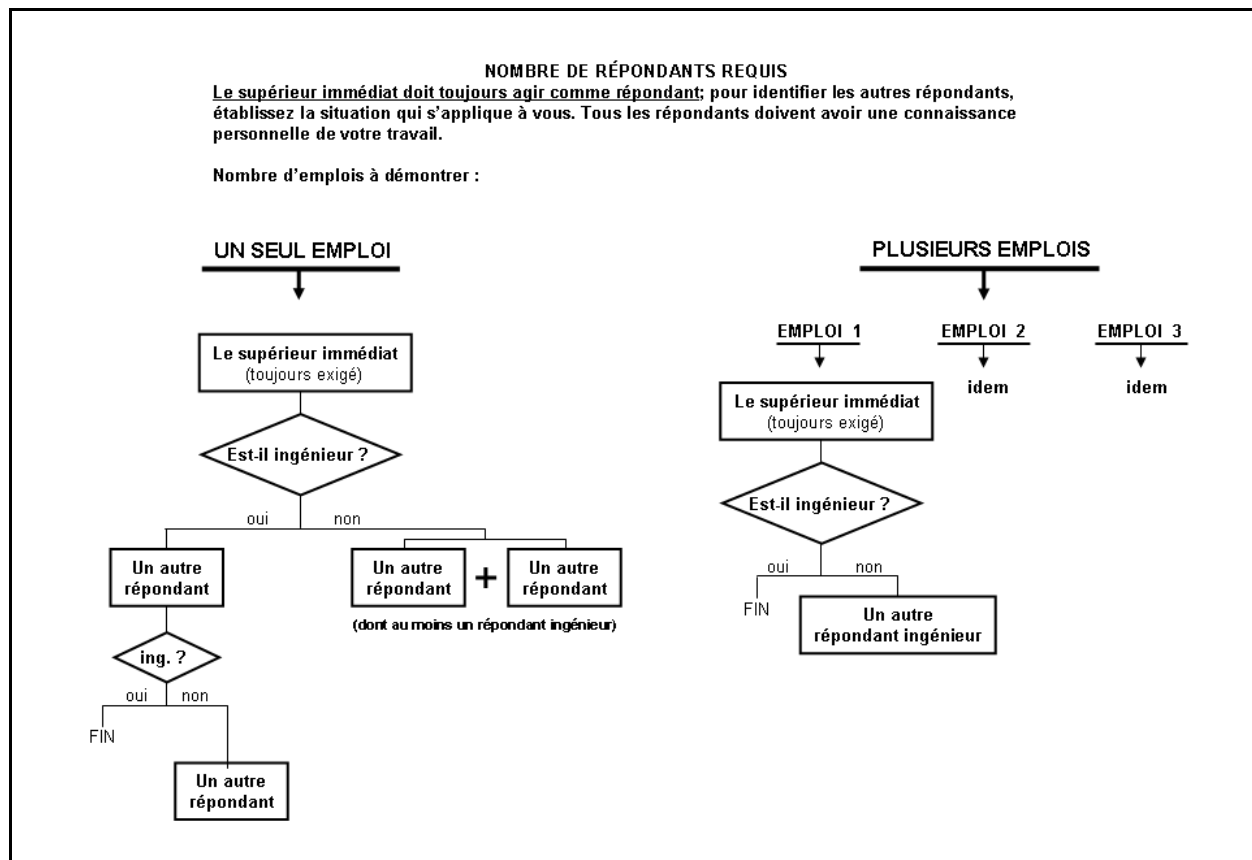 NOMBRE DE RÉPONDANTS REQUIS
Le supérieur immédiat doit toujours agir comme répondant; pour identifier les autres répondants,
établissez la situation qui s'applique à vous. Tous les répondants doivent avoir une connaissance
personnelle de votre travail.
Nombre d'emplois à démontrer :
UN SEUL EMPLOI
Le supérieur immédiat
(toujours exigé)
Est-il ingénieur ?
oui non
Un autre
répondant
Un autre
répondant
+
Un autre
répondant
(dont au moins un répondant ingénieur)
ing. ?
oui non
FIN
Un autre
répondant
PLUSIEURS EMPLOIS
EMPLOI 1
EMPLOI 2
EMPLOI 3
idem
idem
Le supérieur immédiat
(toujours exigé)
Est-il ingénieur ?
oui non
FIN
Un autre
répondant ingénieur